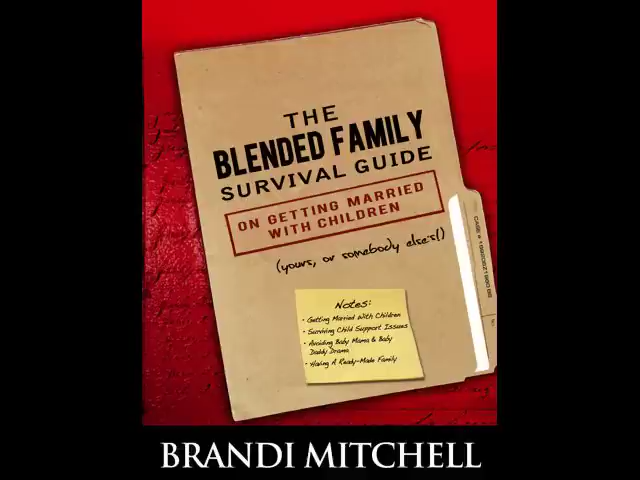 THE
BLENDED FAMILY
SURVIVAL GUIDE
ON GETTING MARRIED
WITH CHILDREN
(yours, or somebody else's!)
Notes:
• Getting Married With Children
• Surviving Child Support Issues
• Avoiding Baby Mama & Baby
Daddy Drama
• Having A Ready-Made Family
BRANDI MITCHELL